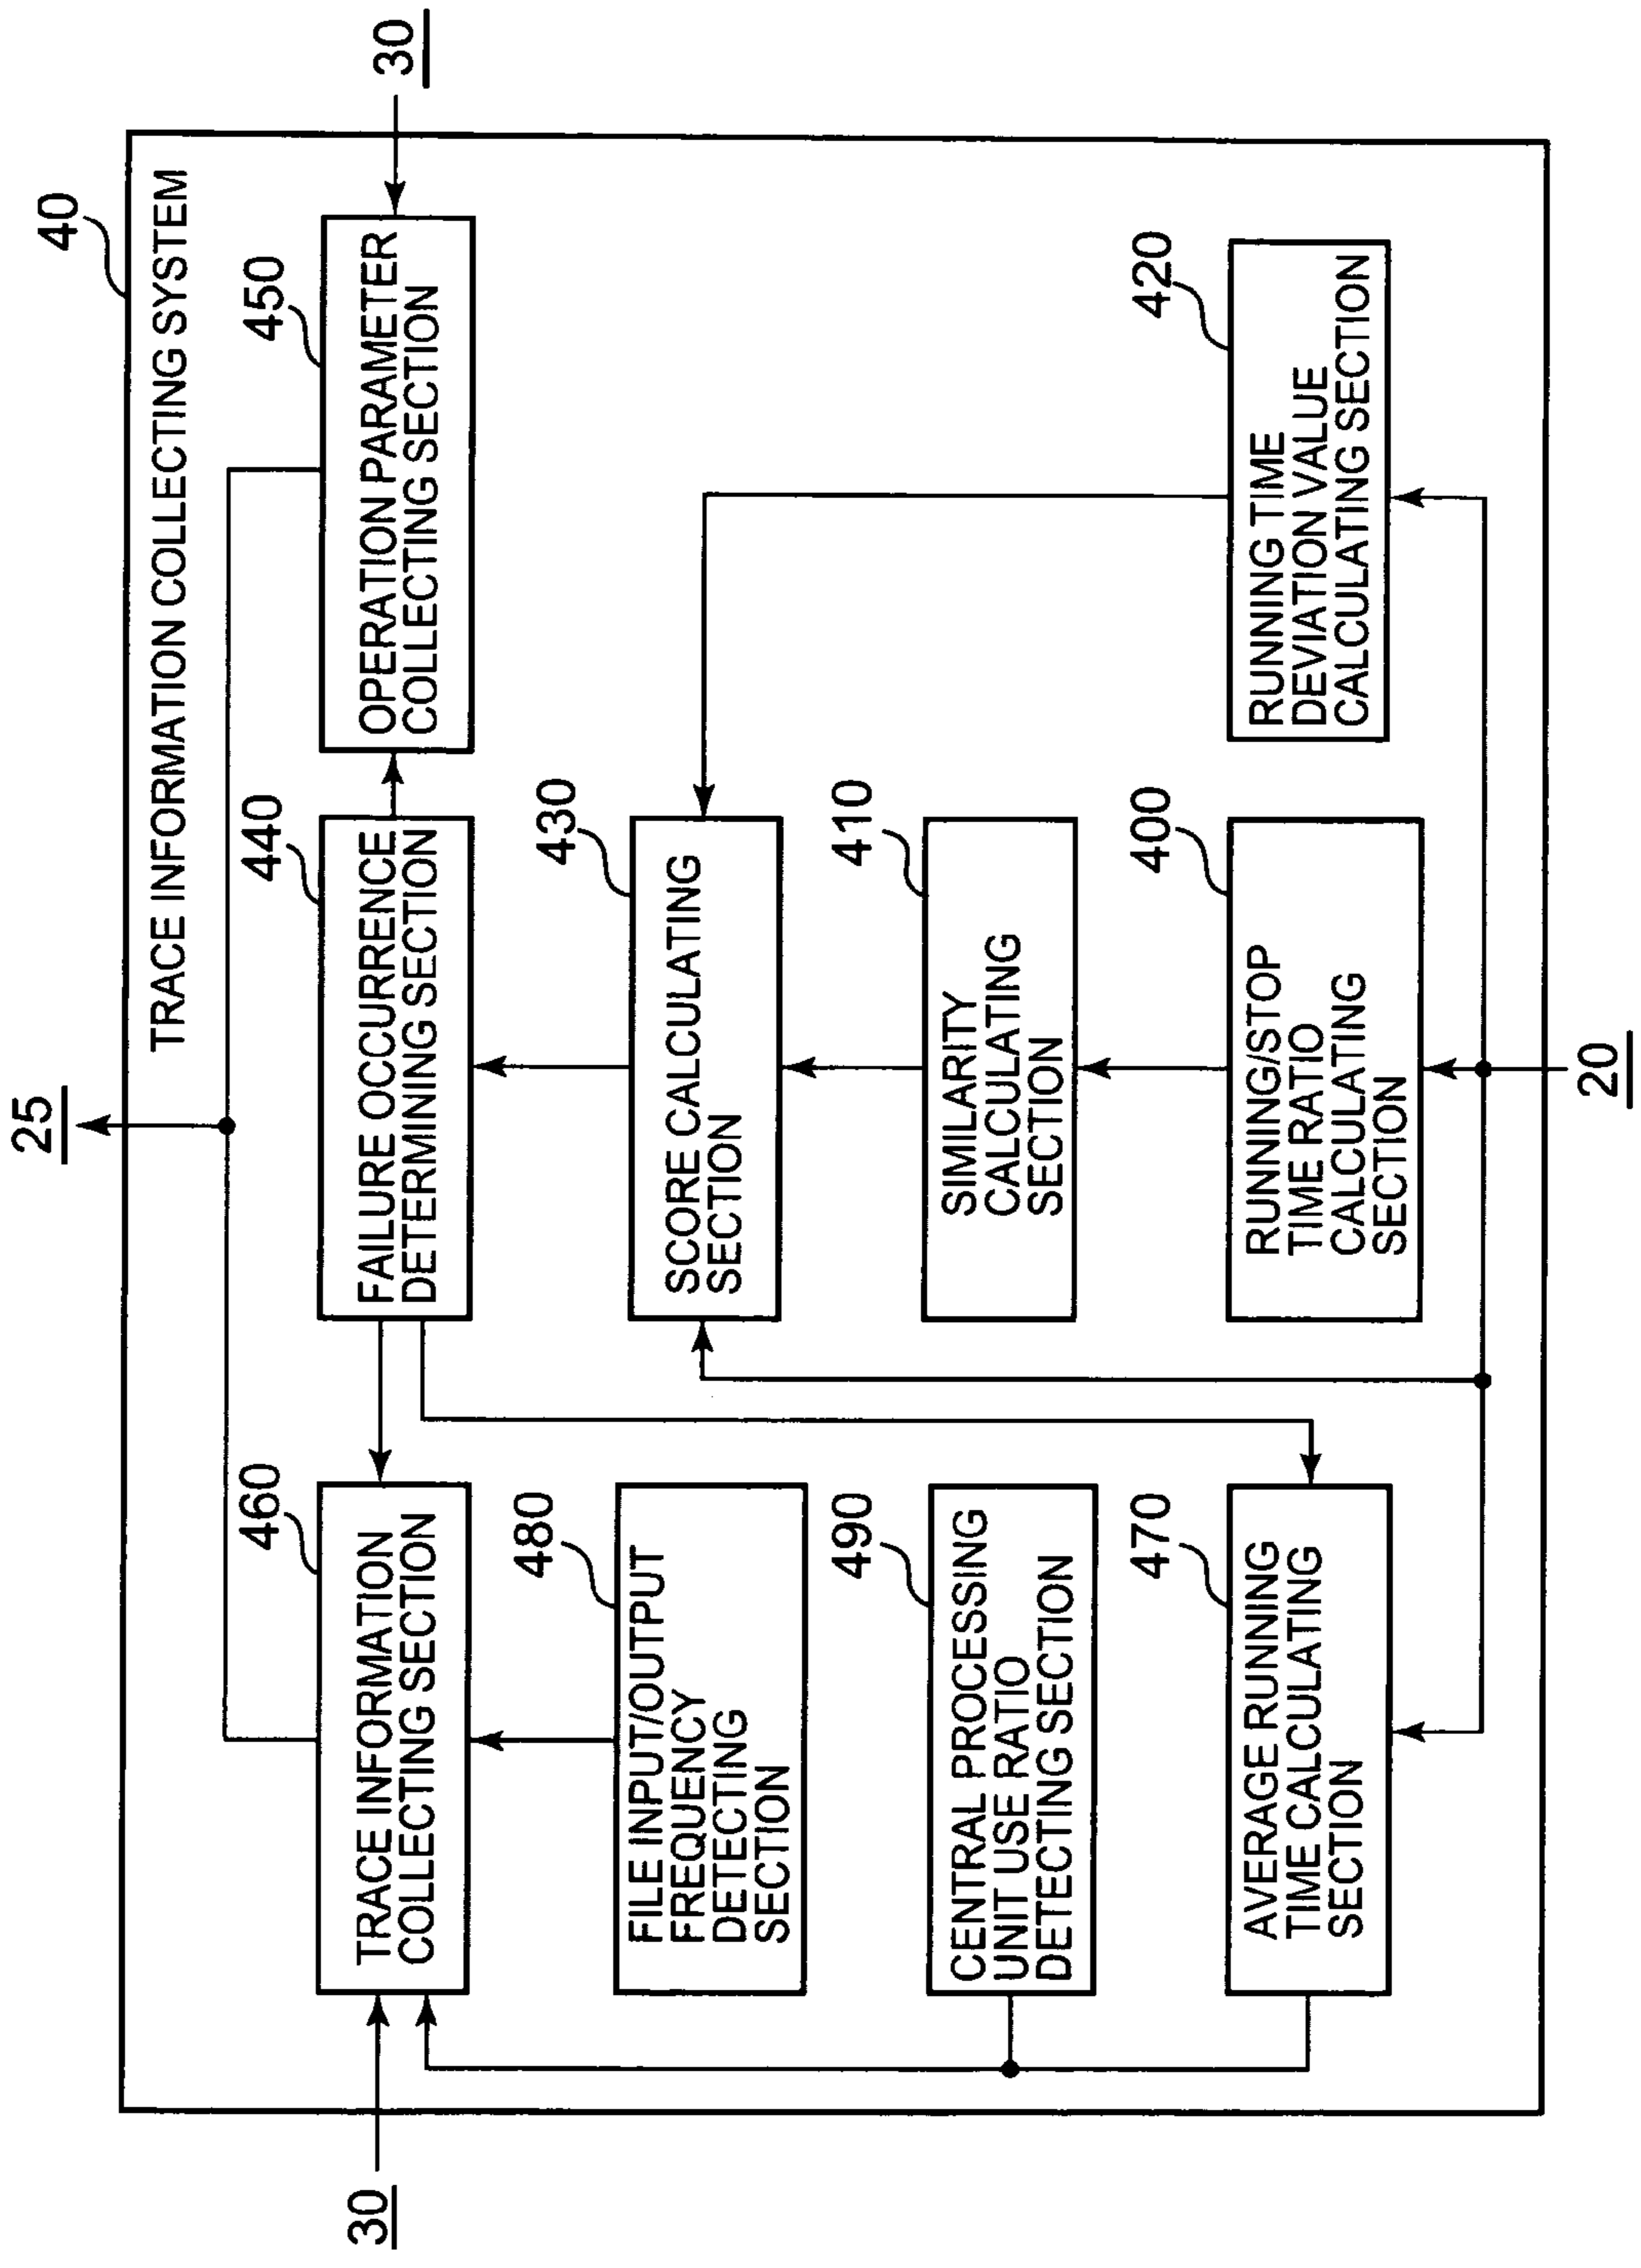 25
40
TRACE INFORMATION COLLECTING SYSTEM
30
30
460
TRACE INFORMATION
COLLECTING SECTION
440
FAILURE OCCURRENCE
DETERMINING SECTION
450
OPERATION PARAMETER
COLLECTING SECTION
480
FILE INPUT/OUTPUT
FREQUENCY
DETECTING
SECTION
430
SCORE CALCULATING
SECTION
490
CENTRAL PROCESSING
UNIT USE RATIO
DETECTING SECTION
410
SIMILARITY
CALCULATING
SECTION
470
AVERAGE RUNNING
TIME CALCULATING
SECTION
400
RUNNING/STOP
TIME RATIO
CALCULATING
SECTION
420
RUNNING TIME
DEVIATION VALUE
CALCULATING SECTION
20